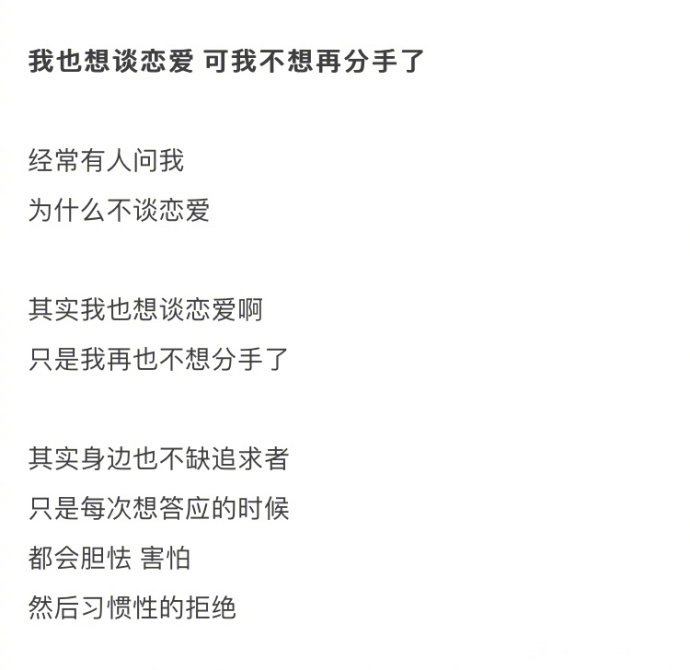 我也想谈恋爱 可我不想再分手了
经常有人问我
为什么不谈恋爱
其实我也想谈恋爱啊
只是我再也不想分手了
其实身边也不缺追求者
只是每次想答应的时候
都会胆怯 害怕
然后习惯性的拒绝